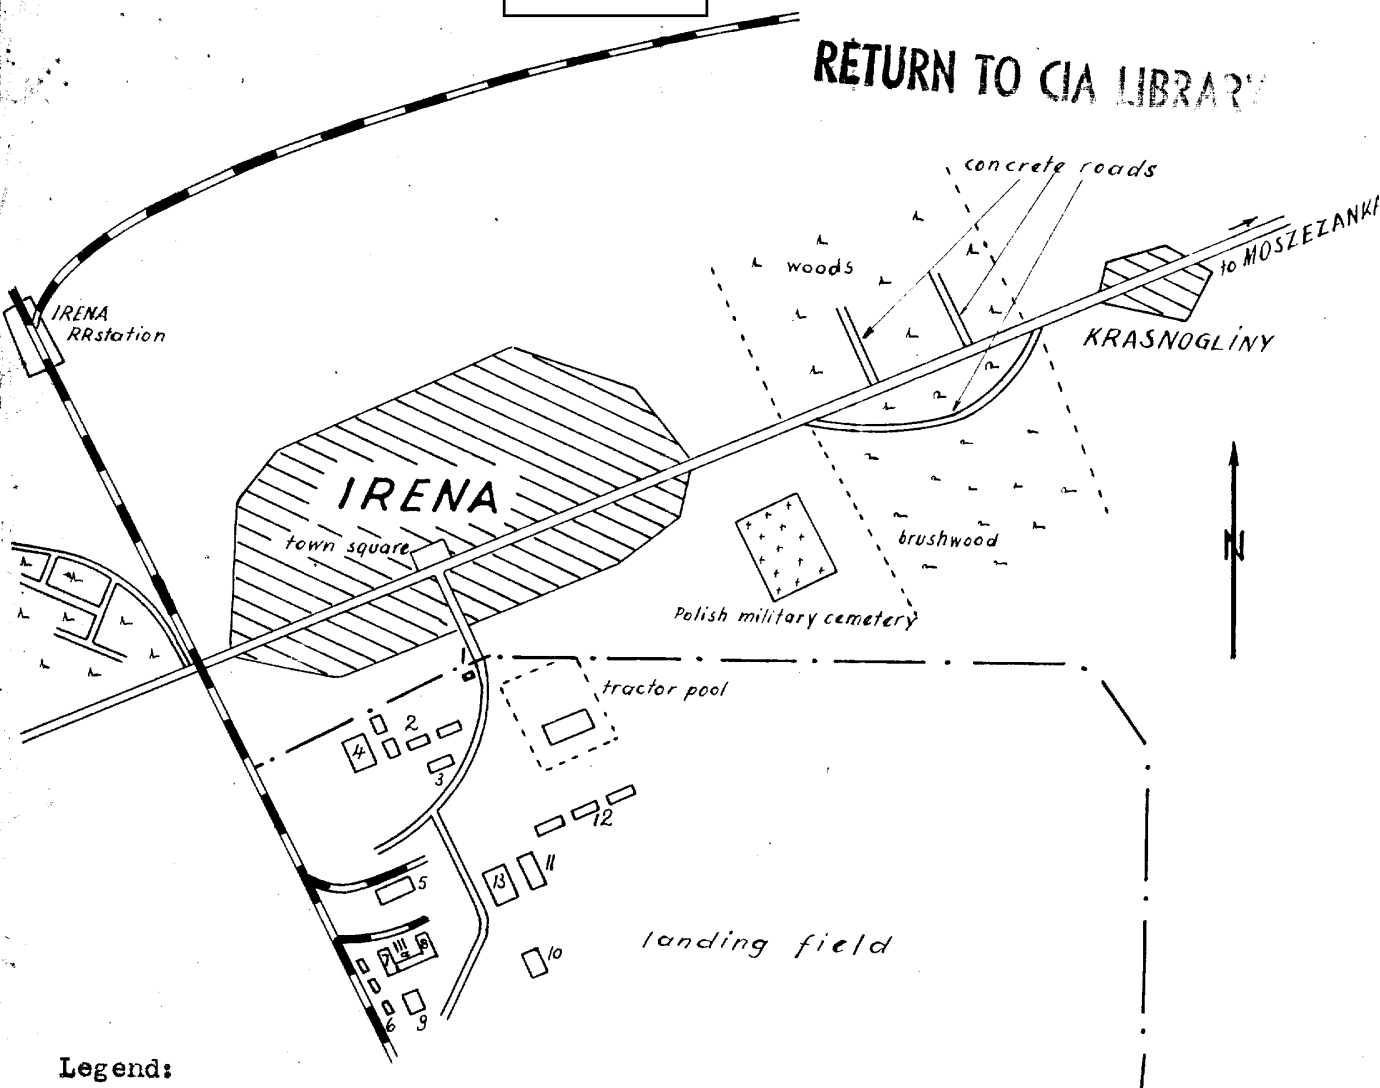 RETURN TO CIA LIBRARY
concrete roads
woods
to MOSZEZANKA
IRENA
RRstation
KRASNOGLINY
IRENA
town square
brushwood
N
Polish military cemetery
1
tractor pool
2
4
3
12
5
13
11
7
8
10
6
9
landing field
Legend: